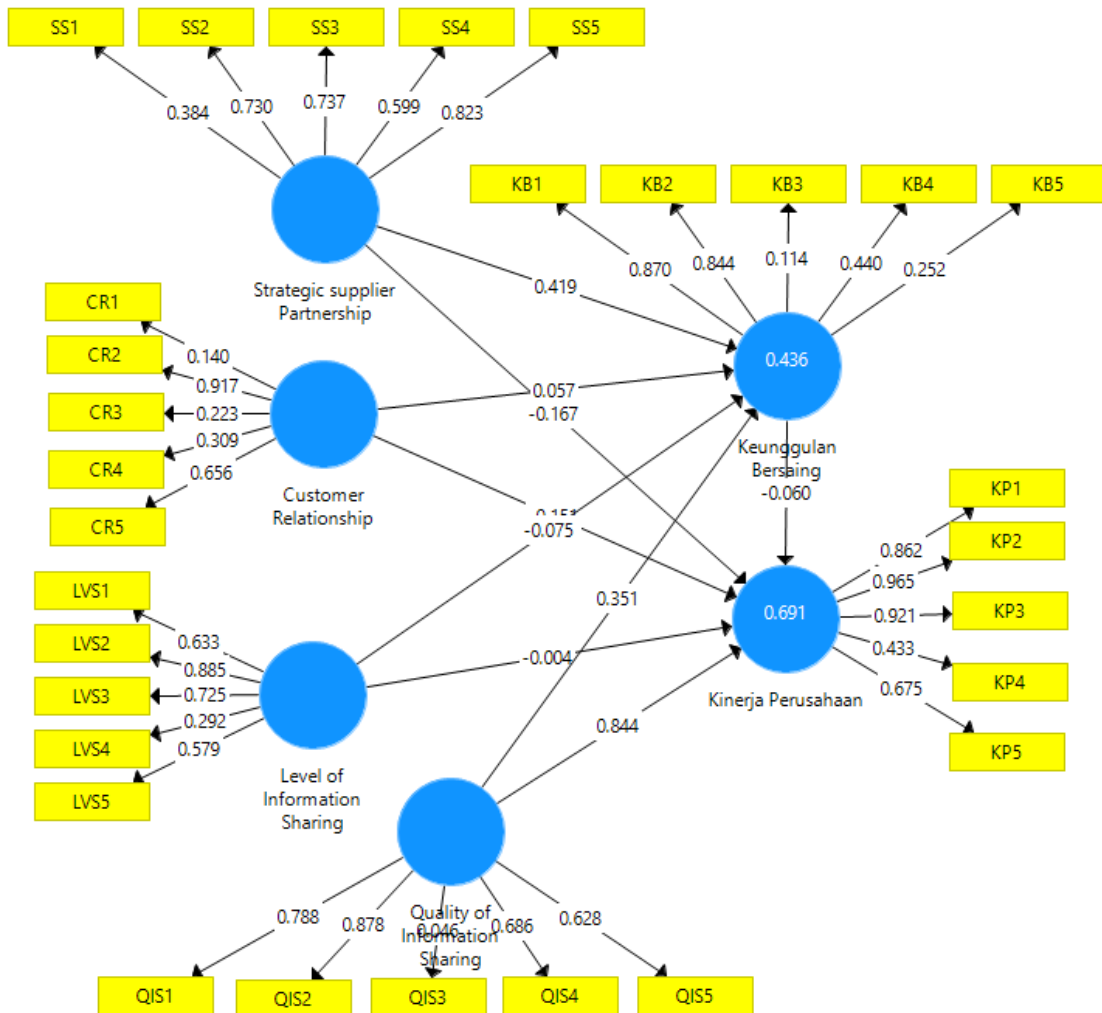 SS1
SS2
SS3
SS4
SS5
0.384
0.730
0.737
0.599
0.823
Strategic supplier
Partnership
KB1
KB2
KB3
KB4
KB5
0.870
0.844
0.114
0.440
0.252
0.419
0.436
Keunggulan
Bersaing
CR1
CR2
CR3
CR4
CR5
0.140
0.917
0.223
0.309
0.656
Customer
Relationship
0.057
-0.167
-0.060
-0.075
0.351
-0.004
0.844
KP1
KP2
KP3
KP4
KP5
0.862
0.965
0.921
0.433
0.675
0.691
Kinerja Perusahaan
LVS1
LVS2
LVS3
LVS4
LVS5
0.633
0.885
0.725
0.292
0.579
Level of
Information
Sharing
0.788
0.878
0.046
0.686
0.628
Quality of
Information
Sharing
QIS1
QIS2
QIS3
QIS4
QIS5